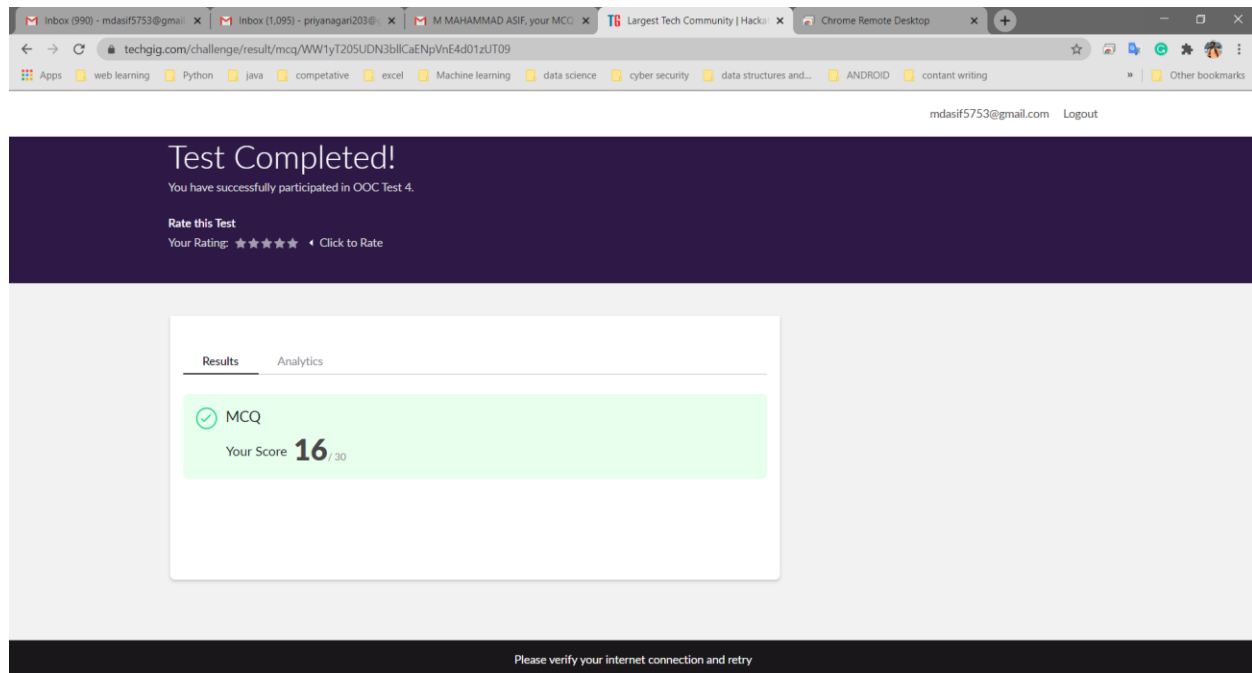 Inbox (990) - mdasif5753@gmail
Inbox (1,095) - priyanagari203@
M MAHAMMAD ASIF, your MCQ
TG Largest Tech Community | Hacka
Chrome Remote Desktop
techgig.com/challenge/result/mcq/WW1yT205UDN3bllCaENpVnE4d01zUT09
Apps web learning Python java competative excel Machine learning data science cyber security data structures and... ANDROID contant writing » Other bookmarks
mdasif5753@gmail.com Logout
Test Completed!
You have successfully participated in OOC Test 4.
Rate this Test
Your Rating: Click to Rate
Results Analytics
MCQ
Your Score 16 / 30
Please verify your internet connection and retry